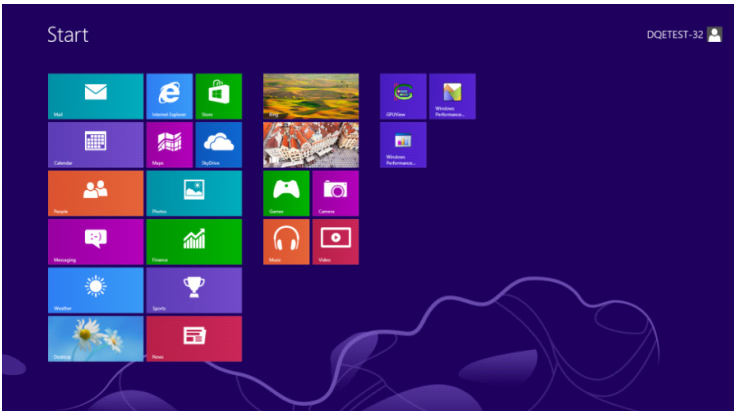 Start
DQETEST-32
Mail
Internet Explorer
Store
Bing
GPUView
Windows
Performance...
Calendar
Maps
SkyDrive
Windows
Performance...
People
Photos
Games
Camera
Messaging
Finance
Music
Video
Weather
Sports
Desktop
News